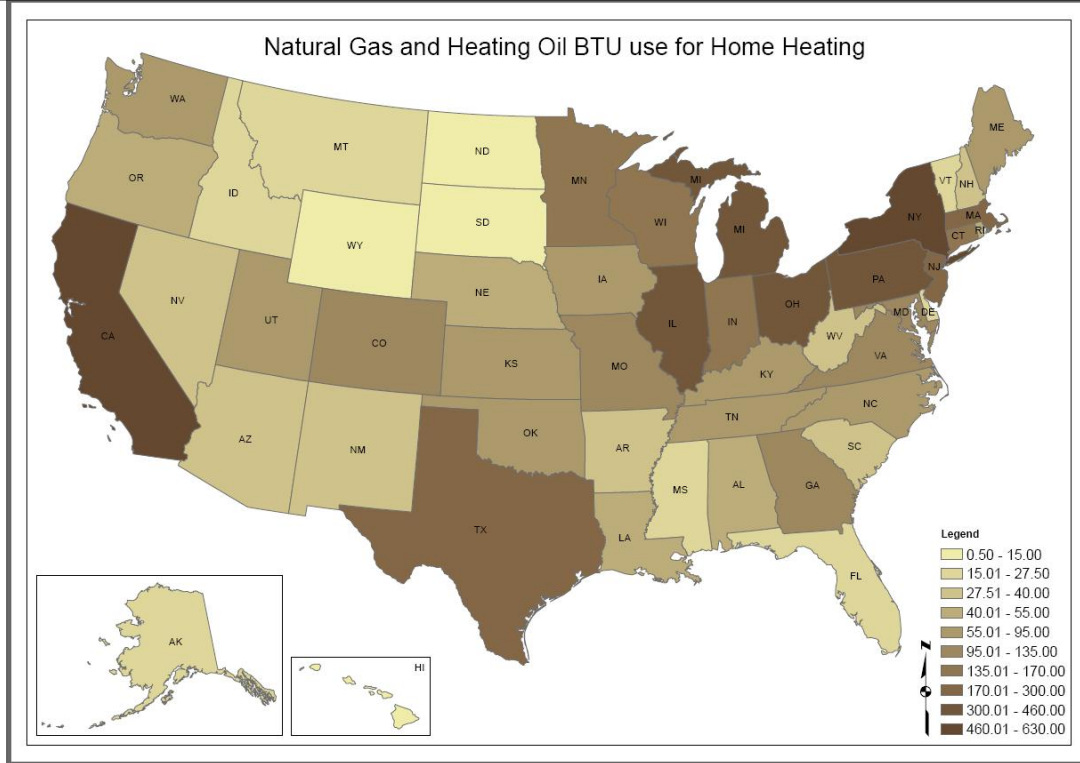 Natural Gas and Heating Oil BTU use for Home Heating
WA
ME
MT
ND
OR
MN
VT
NH
ID
MI
WI
NY
MA
SD
RI
CT
MI
WY
NJ
IA
PA
NE
NV
OH
MD
DE
UT
IL
IN
CA
WV
CO
VA
KS
MO
KY
NC
TN
OK
AZ
NM
AR
SC
MS
AL
GA
TX
LA
FL
AK
HI
Legend
0.50 - 15.00
15.01 - 27.50
27.51 - 40.00
40.01 - 55.00
55.01 - 95.00
95.01 - 135.00
135.01 - 170.00
170.01 - 300.00
300.01 - 460.00
460.01 - 630.00
N